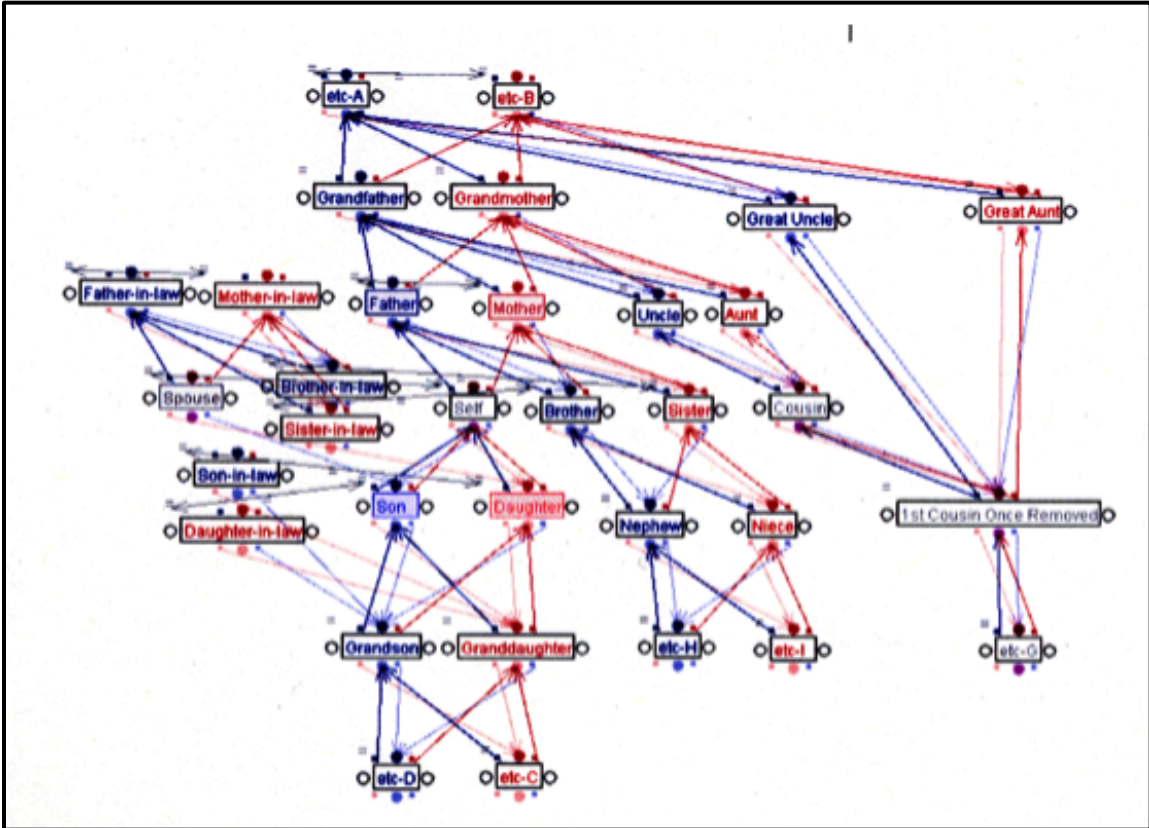 etc-A
etc-B
Grandfather
Grandmother
Great Uncle
Great Aunt
Father-in-law
Mother-in-law
Father
Mother
Uncle
Aunt
Spouse
Brother-in-law
Sister-in-law
Self
Brother
Sister
Cousin
Son-in-law
Daughter-in-law
Son
Daughter
Nephew
Niece
1st Cousin Once Removed
Grandson
Granddaughter
etc-H
etc-I
etc-G
etc-D
etc-C